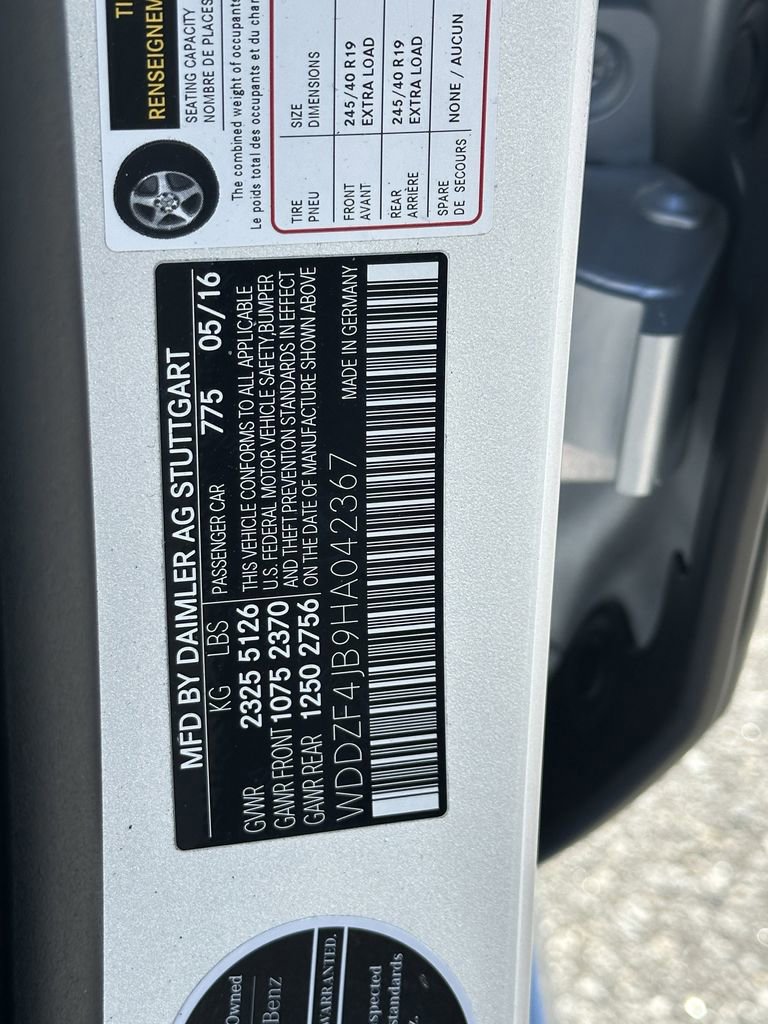 TI
RENSEIGNEM
SEATING CAPACITY
NOMBRE DE PLACES
The combined weight of occupants
Le poids total des occupants et du char
TIRE SIZE
PNEU DIMENSIONS
FRONT 245/40 R19
AVANT EXTRA LOAD
REAR 245/40 R19
ARRIÈRE EXTRA LOAD
SPARE NONE / AUCUN
DE SECOURS
MFD BY DAIMLER AG STUTTGART
KG LBS PASSENGER CAR 775 05/16
GVWR 2325 5126
GAWR FRONT 1075 2370
GAWR REAR 1250 2756
THIS VEHICLE CONFORMS TO ALL APPLICABLE
U.S. FEDERAL MOTOR VEHICLE SAFETY,BUMPER
AND THEFT PREVENTION STANDARDS IN EFFECT
ON THE DATE OF MANUFACTURE SHOWN ABOVE
WDDZF4JB9HA042367 MADE IN GERMANY
Owned
Benz
WARRANTED.
spected
standards
z.